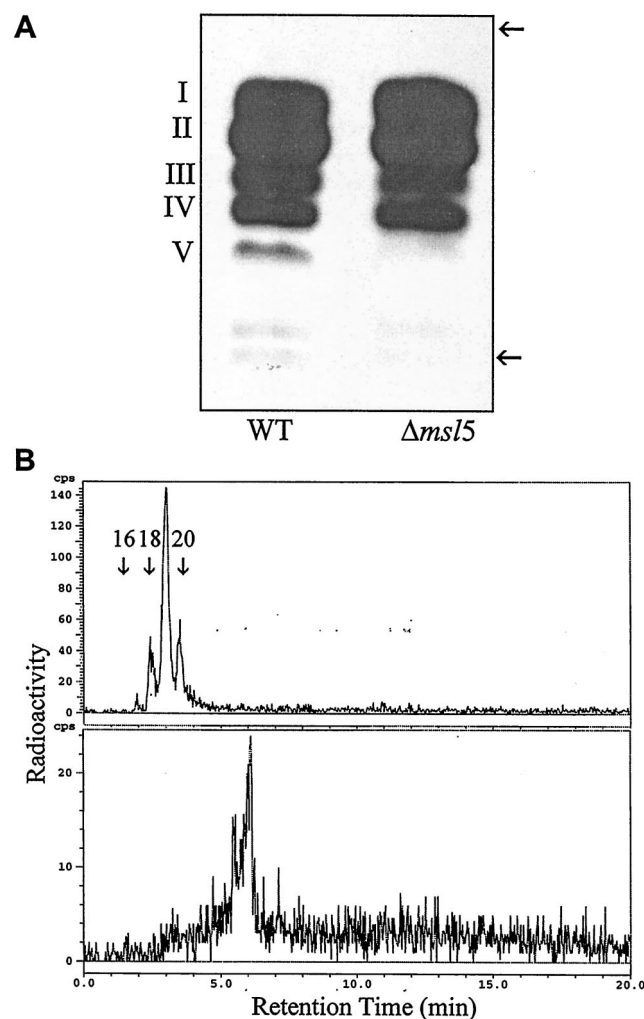 A
I
II
III
IV
V
WT Δmsl5
B
cps
140
120
100
80
60
40
20
0
16 18 20
Radioactivity
cps
20
10
0
0.0 5.0 10.0 15.0 20.0
Retention Time (min)